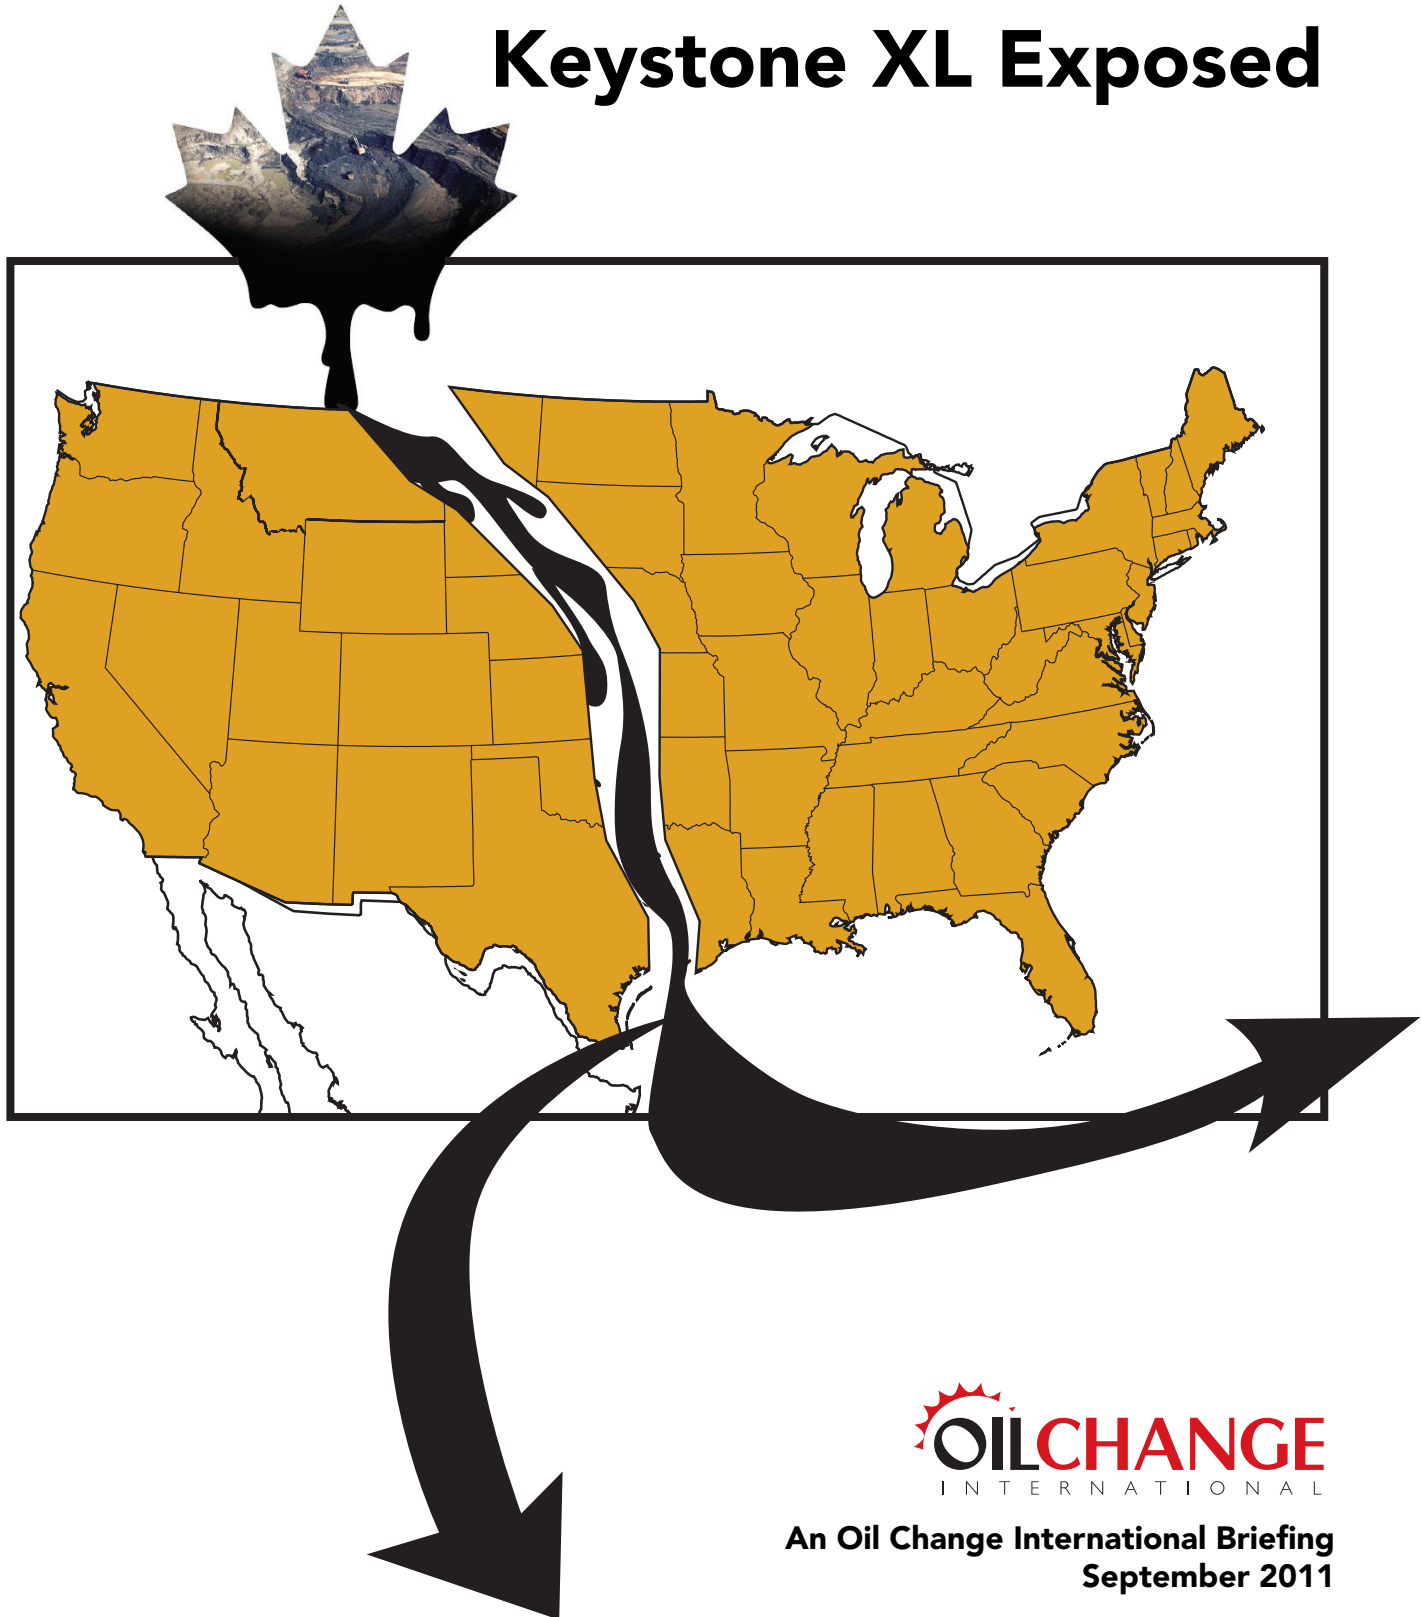 Keystone XL Exposed
OILCHANGE
INTERNATIONAL
An Oil Change International Briefing
September 2011